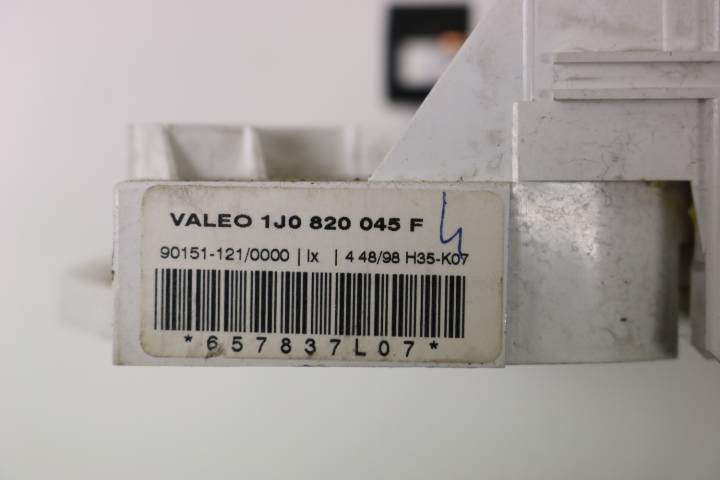 VALEO 1J0 820 045 F
90151-121/0000 | lx | 4 48/98 H35-K07
*657837L07*